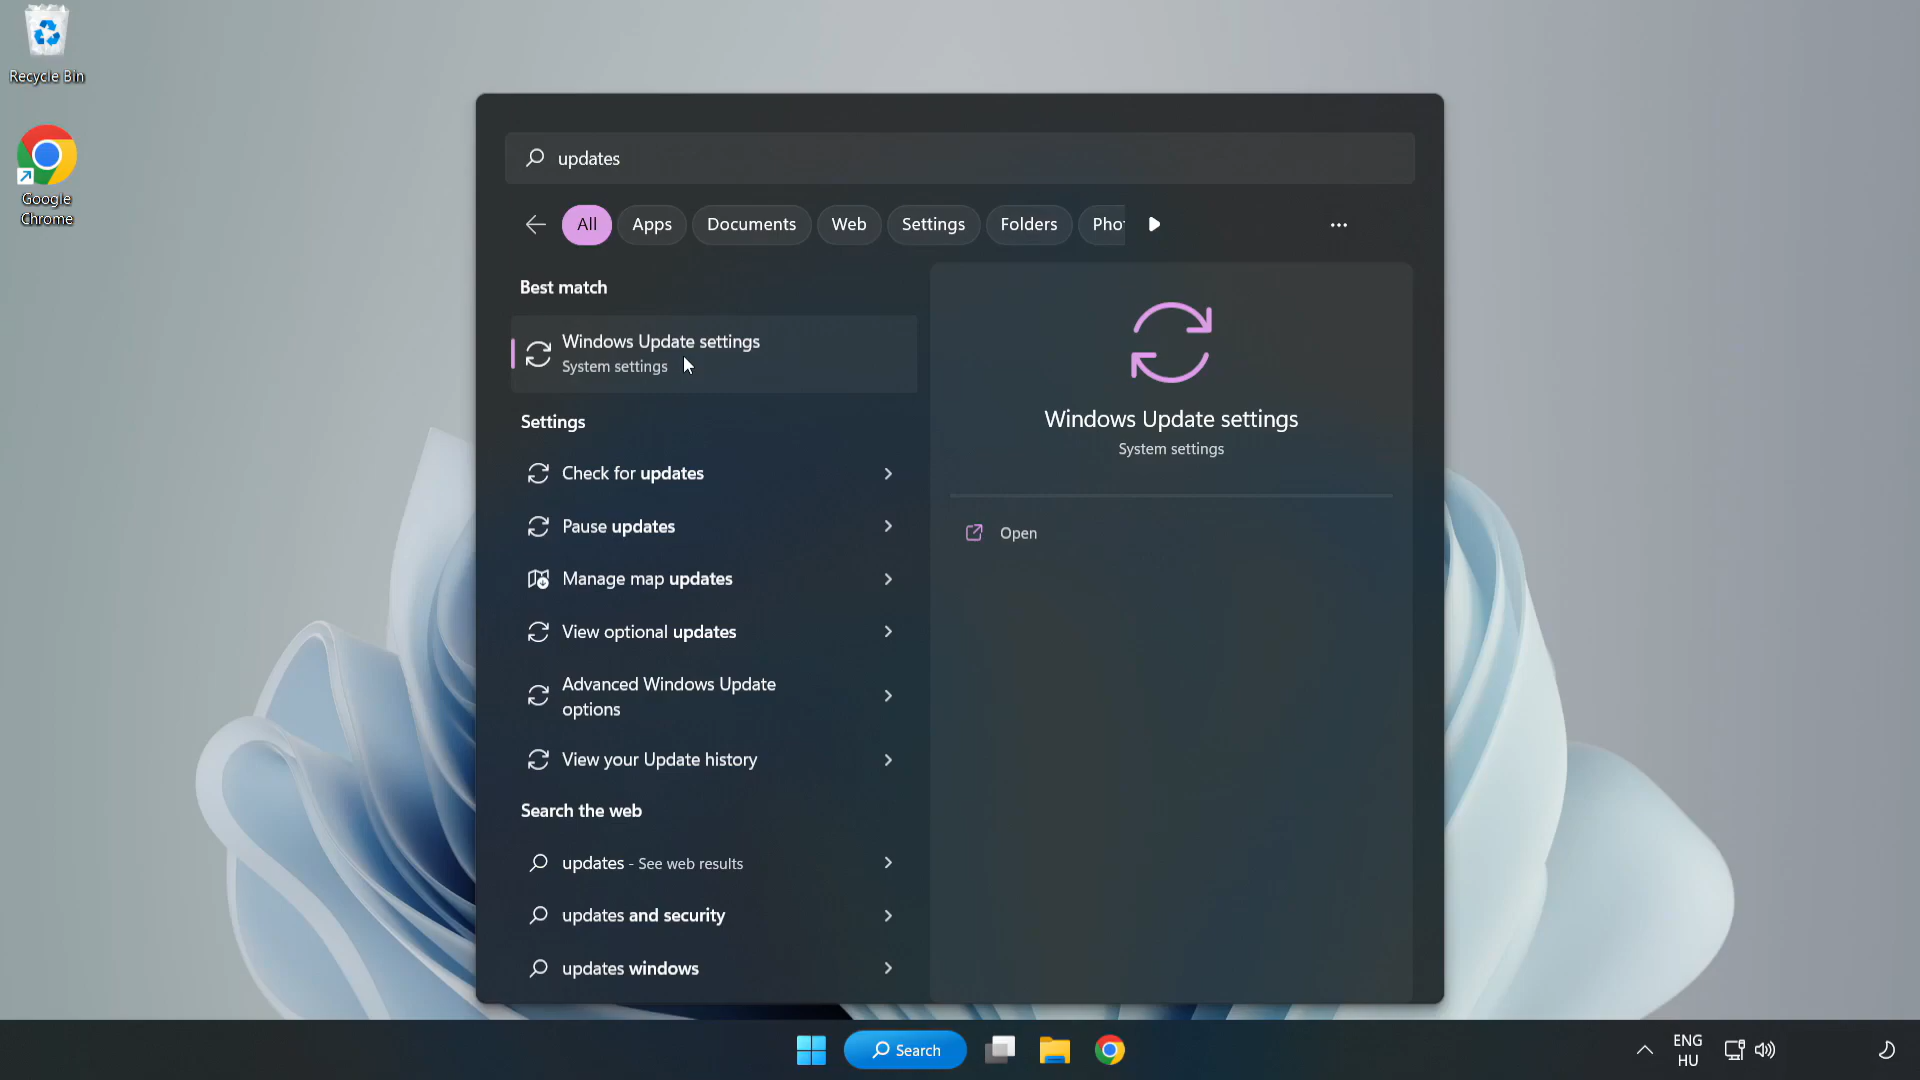 Recycle Bin
Google
Chrome
updates
All
Apps
Documents
Web
Settings
Folders
Pho
Best match
Windows Update settings
System settings
Settings
Check for updates
Pause updates
Manage map updates
View optional updates
Advanced Windows Update
options
View your Update history
Search the web
updates - See web results
updates and security
updates windows
Windows Update settings
System settings
Open
Search
ENG
HU